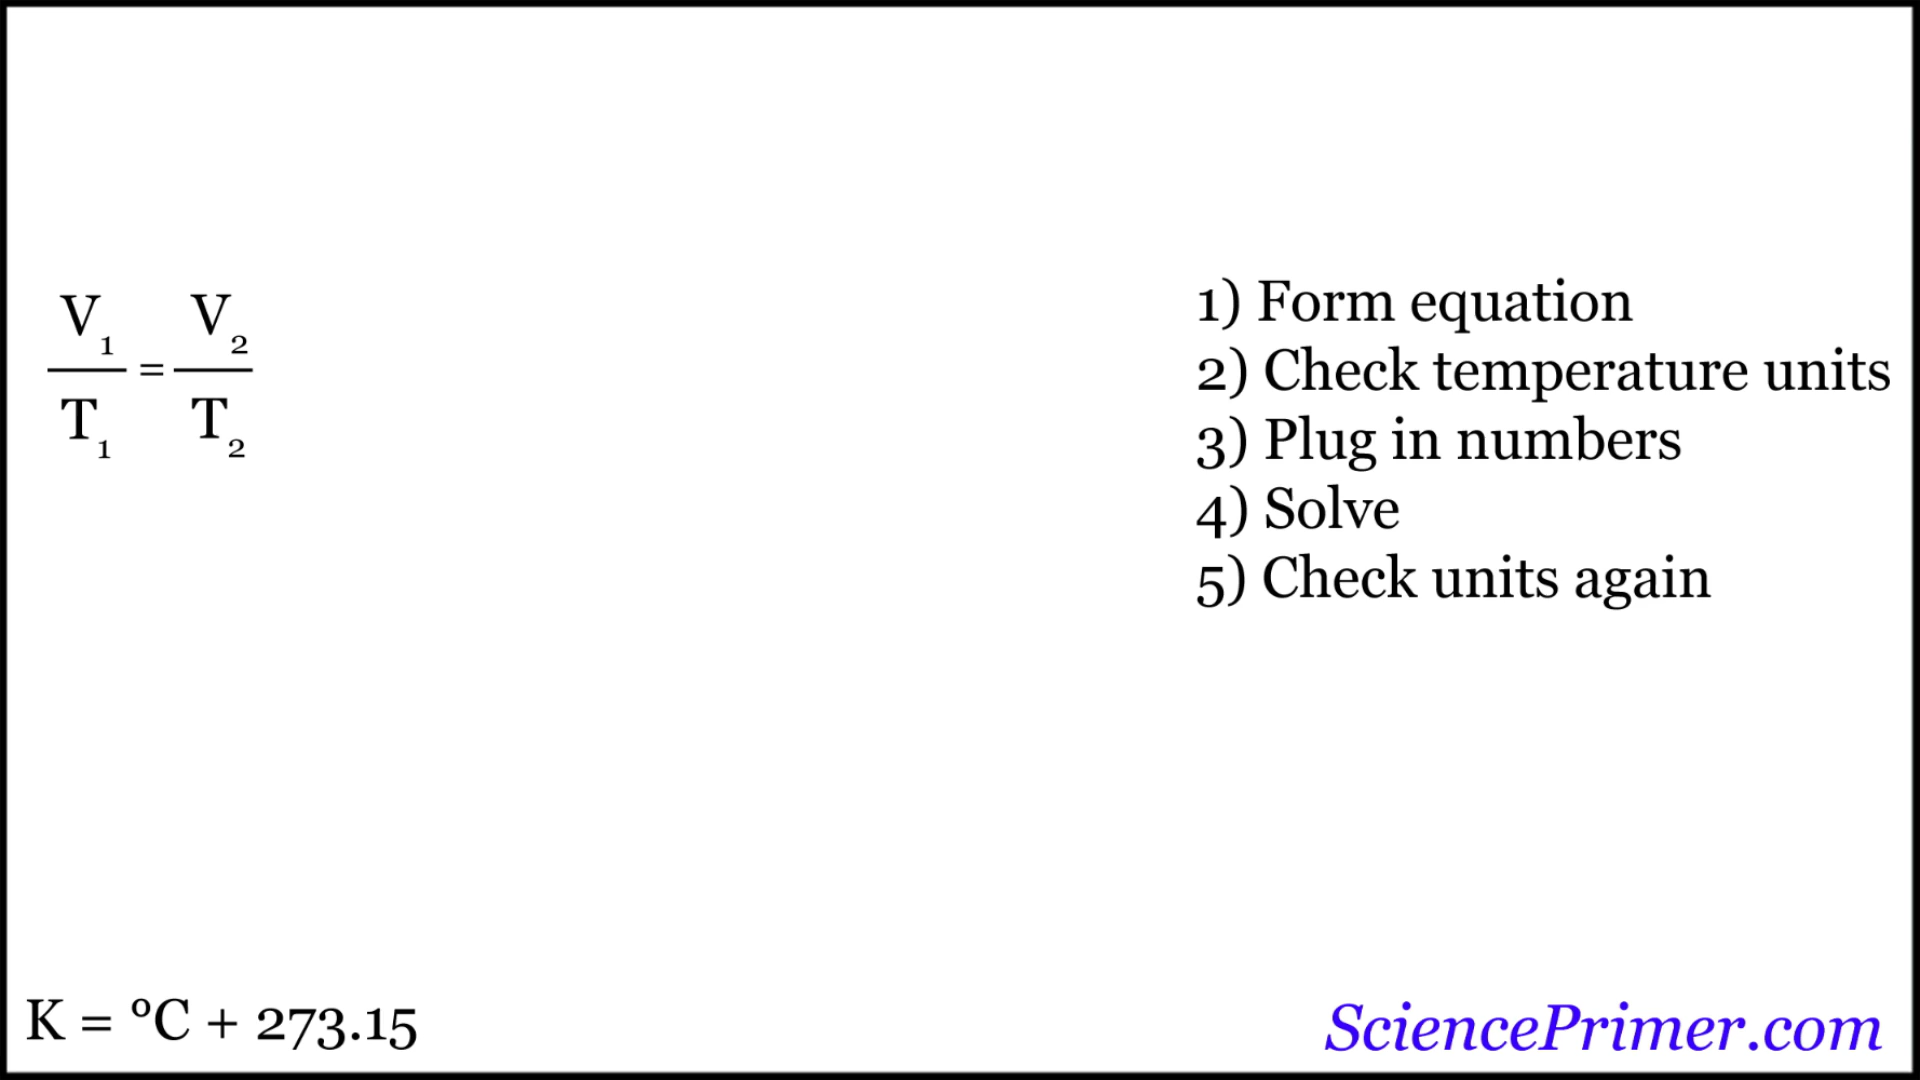 V₁ = V₂
T₁   T₂
1) Form equation
2) Check temperature units
3) Plug in numbers
4) Solve
5) Check units again
K = °C + 273.15
SciencePrimer.com